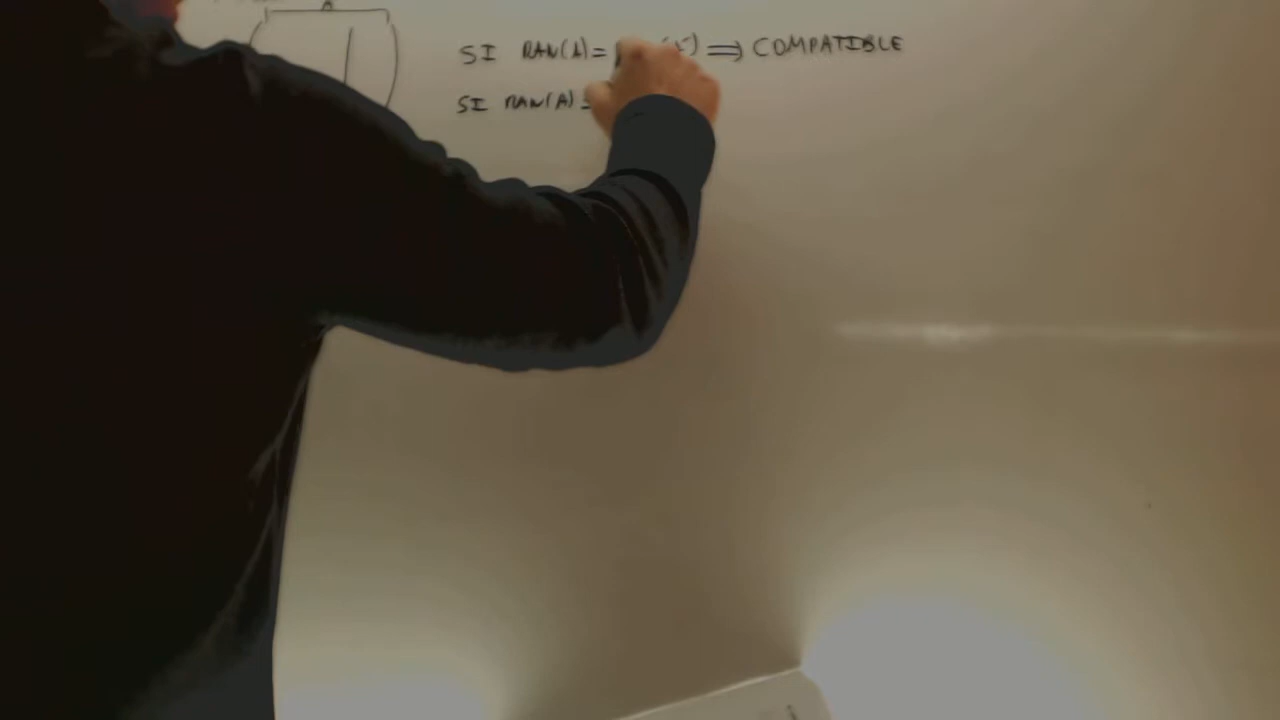 A
SI RAN(A)= ⟹ COMPATIBLE
SI RAN(A)=